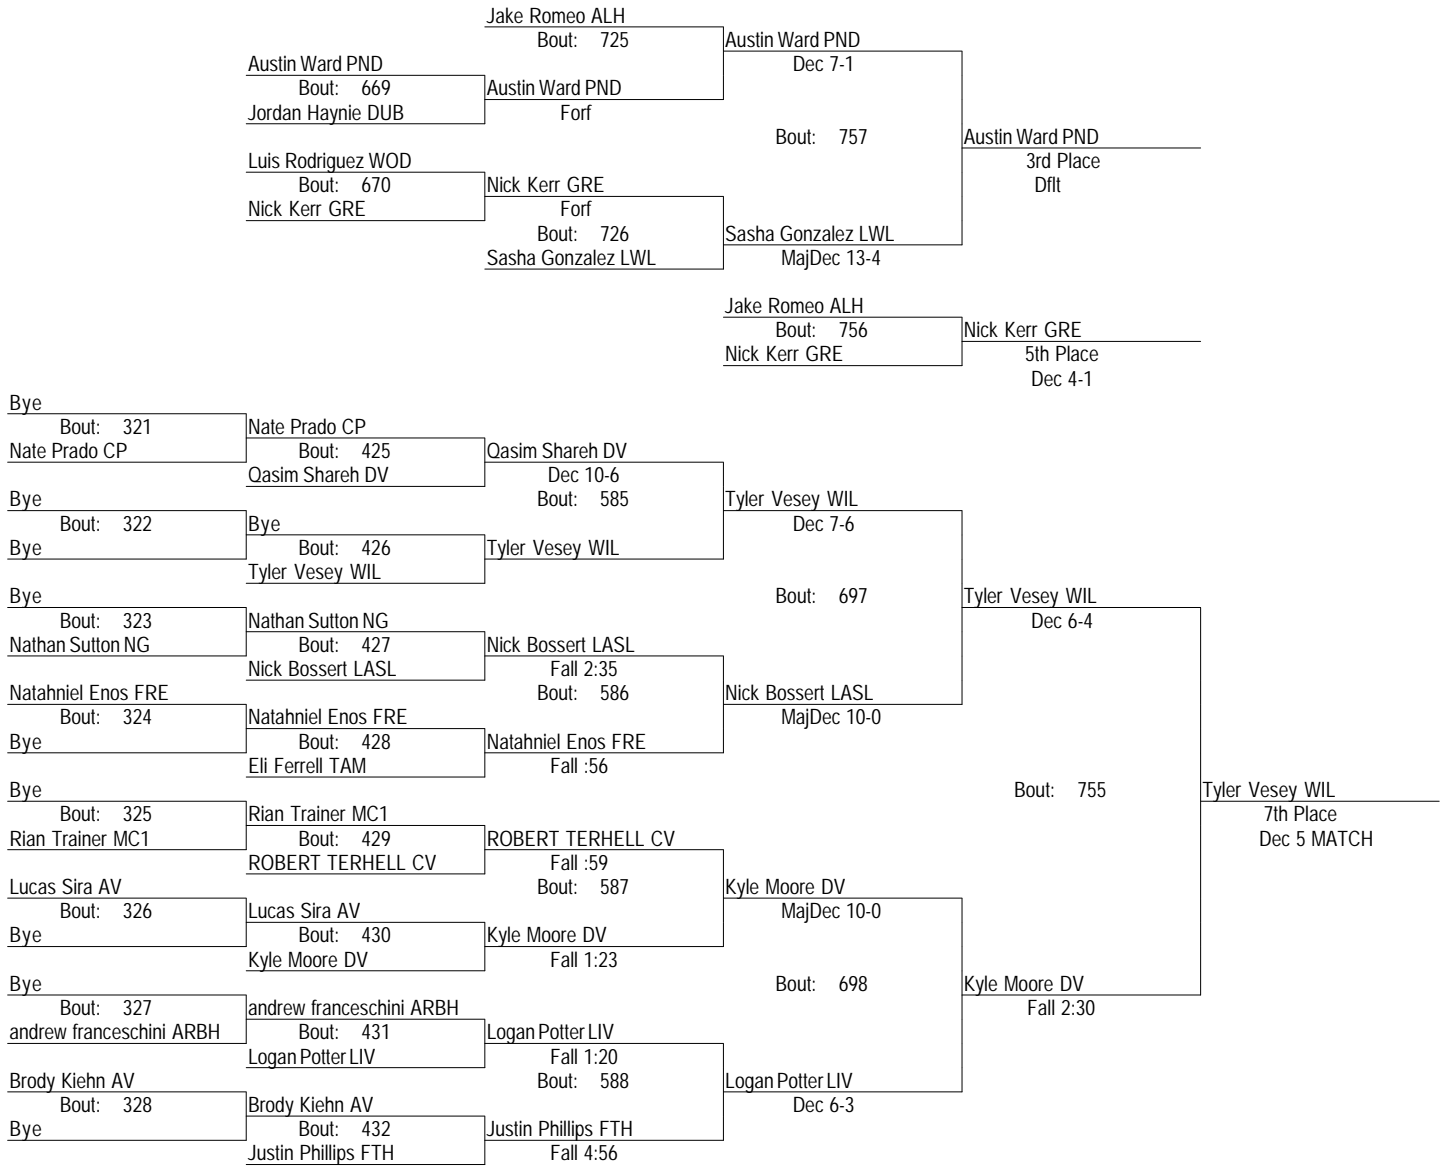 Jake Romeo ALH
Bout: 725
Austin Ward PND
Dec 7-1
Austin Ward PND
Bout: 669
Austin Ward PND
Jordan Haynie DUB
Forf
Bout: 757
Austin Ward PND
3rd Place
Dflt
Luis Rodriguez WOD
Bout: 670
Nick Kerr GRE
Nick Kerr GRE
Forf
Bout: 726
Sasha Gonzalez LWL
Sasha Gonzalez LWL
MajDec 13-4
Jake Romeo ALH
Bout: 756
Nick Kerr GRE
Nick Kerr GRE
5th Place
Dec 4-1
Bye
Bout: 321
Nate Prado CP
Nate Prado CP
Bout: 425
Qasim Shareh DV
Qasim Shareh DV
Dec 10-6
Bout: 585
Tyler Vesey WIL
Dec 7-6
Bye
Bout: 322
Bye
Bye
Bout: 426
Tyler Vesey WIL
Tyler Vesey WIL
Bout: 697
Tyler Vesey WIL
Dec 6-4
Bye
Bout: 323
Nathan Sutton NG
Nathan Sutton NG
Bout: 427
Nick Bossert LASL
Nick Bossert LASL
Fall 2:35
Bout: 586
Nick Bossert LASL
MajDec 10-0
Natahniel Enos FRE
Bout: 324
Bye
Natahniel Enos FRE
Bout: 428
Natahniel Enos FRE
Eli Ferrell TAM
Fall :56
Bout: 755
Tyler Vesey WIL
7th Place
Dec 5 MATCH
Bye
Bout: 325
Rian Trainer MC1
Rian Trainer MC1
Bout: 429
ROBERT TERHELL CV
ROBERT TERHELL CV
Fall :59
Bout: 587
Kyle Moore DV
MajDec 10-0
Lucas Sira AV
Bout: 326
Bye
Lucas Sira AV
Bout: 430
Kyle Moore DV
Kyle Moore DV
Fall 1:23
Bout: 698
Kyle Moore DV
Fall 2:30
Bye
Bout: 327
andrew franceschini ARBH
andrew franceschini ARBH
Bout: 431
Logan Potter LIV
Logan Potter LIV
Fall 1:20
Bout: 588
Logan Potter LIV
Dec 6-3
Brody Kiehn AV
Bout: 328
Bye
Brody Kiehn AV
Bout: 432
Justin Phillips FTH
Justin Phillips FTH
Fall 4:56